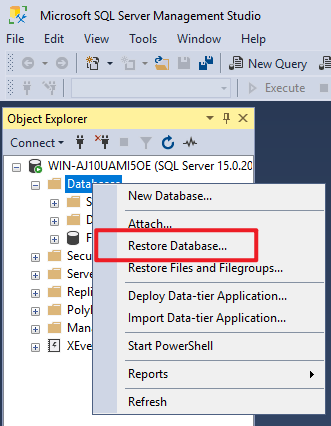 Microsoft SQL Server Management Studio
File Edit View Tools Window Help
New Query
Execute
Object Explorer
Connect
WIN-AJ10UAMI5OE (SQL Server 15.0.20
Databases
New Database...
S
Attach...
D
Restore Database...
F
Secu
Restore Files and Filegroups...
Serve
Repli
Deploy Data-tier Application...
Polyb
Import Data-tier Application...
Mana
XEve
Start PowerShell
Reports
Refresh